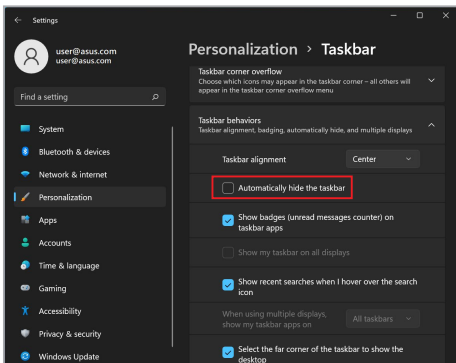 Settings
user@asus.com
user@asus.com
Find a setting
System
Bluetooth & devices
Network & internet
Personalization
Apps
Accounts
Time & language
Gaming
Accessibility
Privacy & security
Windows Update
Personalization > Taskbar
Taskbar corner overflow
Choose which icons may appear in the taskbar corner – all others will
appear in the taskbar corner overflow menu
Taskbar behaviors
Taskbar alignment, badging, automatically hide, and multiple displays
Taskbar alignment
Center
Automatically hide the taskbar
Show badges (unread messages counter) on
taskbar apps
Show my taskbar on all displays
Show recent searches when I hover over the search
icon
When using multiple displays,
show my taskbar apps on
All taskbars
Select the far corner of the taskbar to show the
desktop